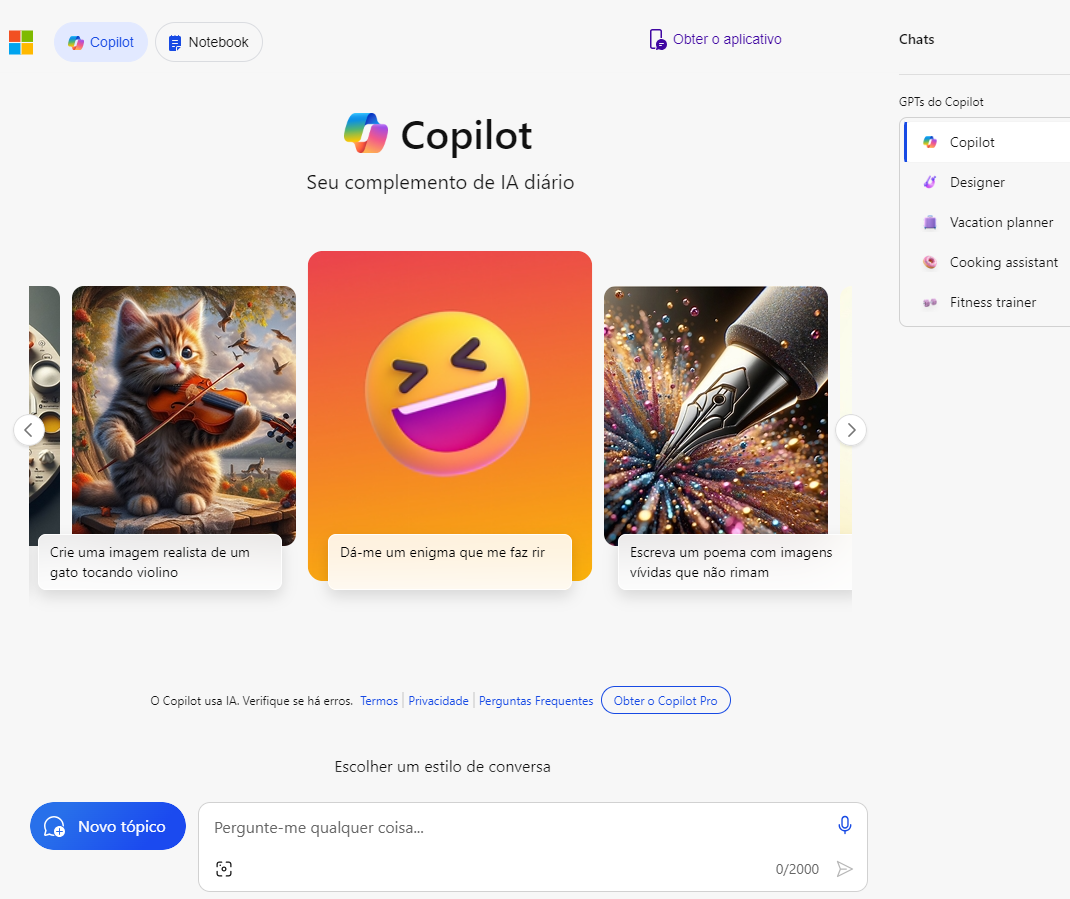 Copilot
Notebook
Obter o aplicativo
Chats
GPTs do Copilot
Copilot
Designer
Vacation planner
Cooking assistant
Fitness trainer
Copilot
Seu complemento de IA diário
Crie uma imagem realista de um
gato tocando violino
Dá-me um enigma que me faz rir
Escreva um poema com imagens
vívidas que não rimam
O Copilot usa IA. Verifique se há erros. Termos Privacidade Perguntas Frequentes Obter o Copilot Pro
Escolher um estilo de conversa
Novo tópico
Pergunte-me qualquer coisa...
0/2000